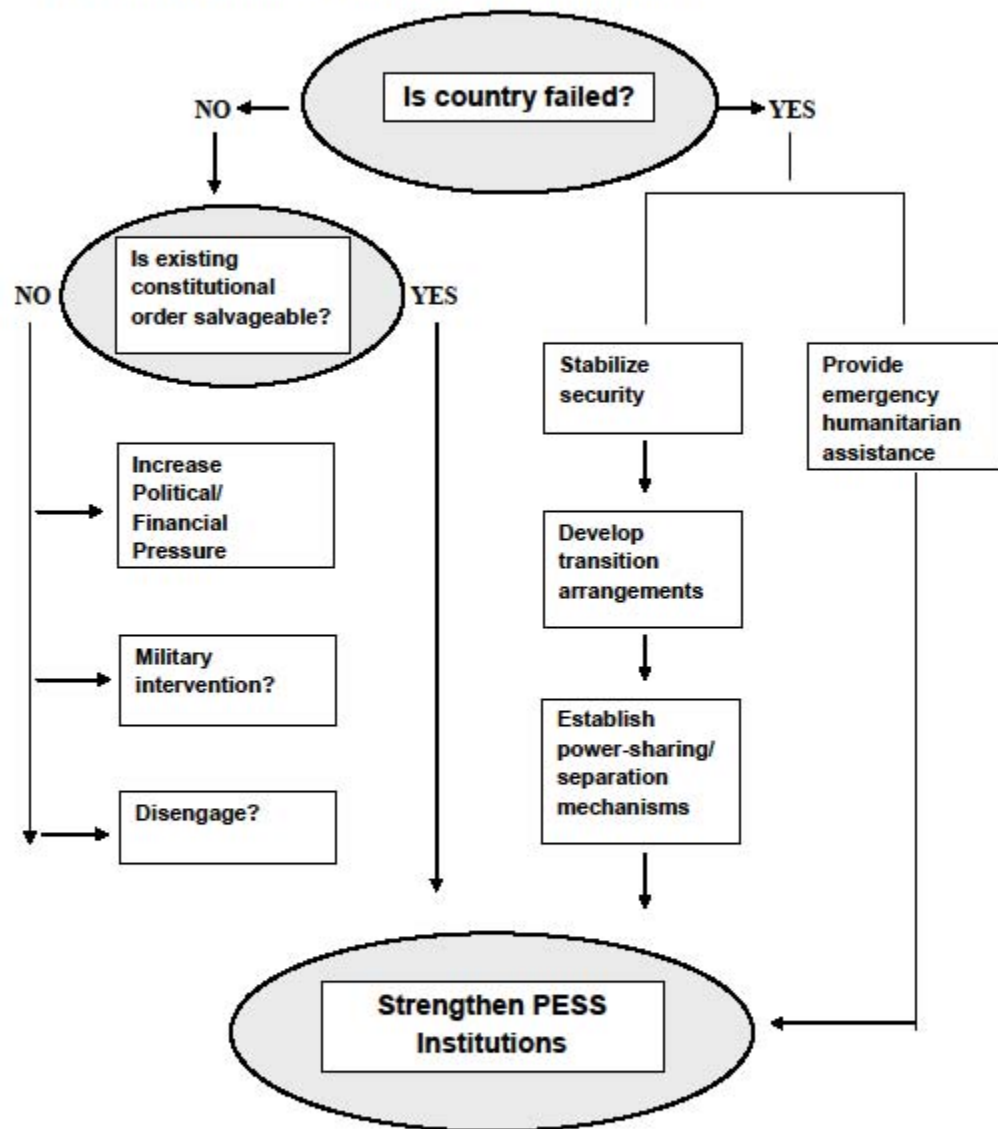 Is country failed?
NO
YES
Is existing
constitutional
order salvageable?
NO
YES
Increase
Political/
Financial
Pressure
Military
intervention?
Disengage?
Stabilize
security
Develop
transition
arrangements
Establish
power-sharing/
separation
mechanisms
Provide
emergency
humanitarian
assistance
Strengthen PESS
Institutions